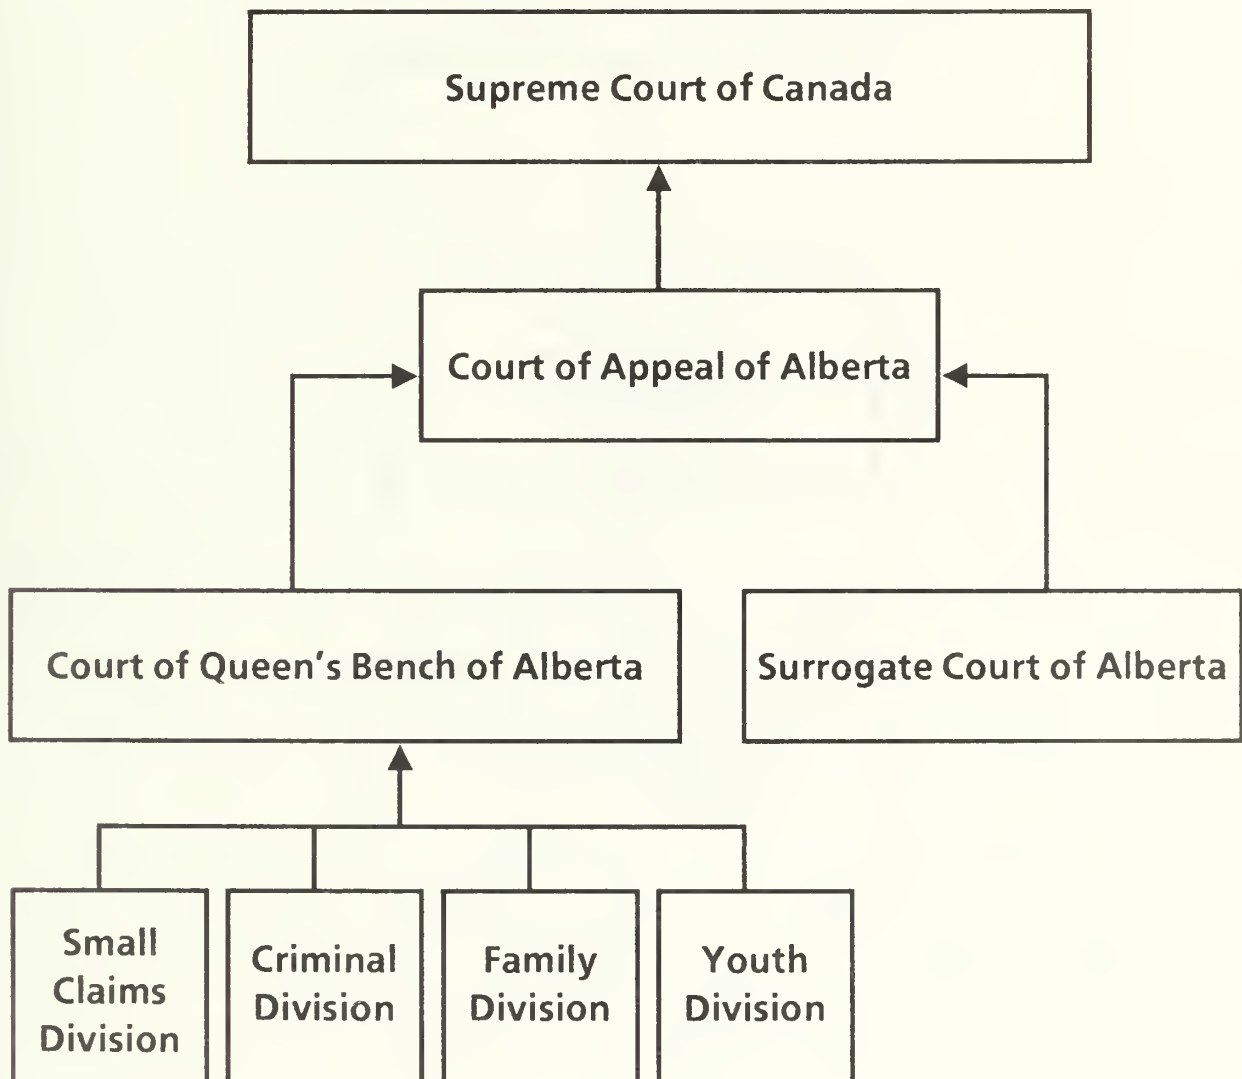 Supreme Court of Canada
Court of Appeal of Alberta
Court of Queen's Bench of Alberta
Surrogate Court of Alberta
Small
Claims
Division
Criminal
Division
Family
Division
Youth
Division